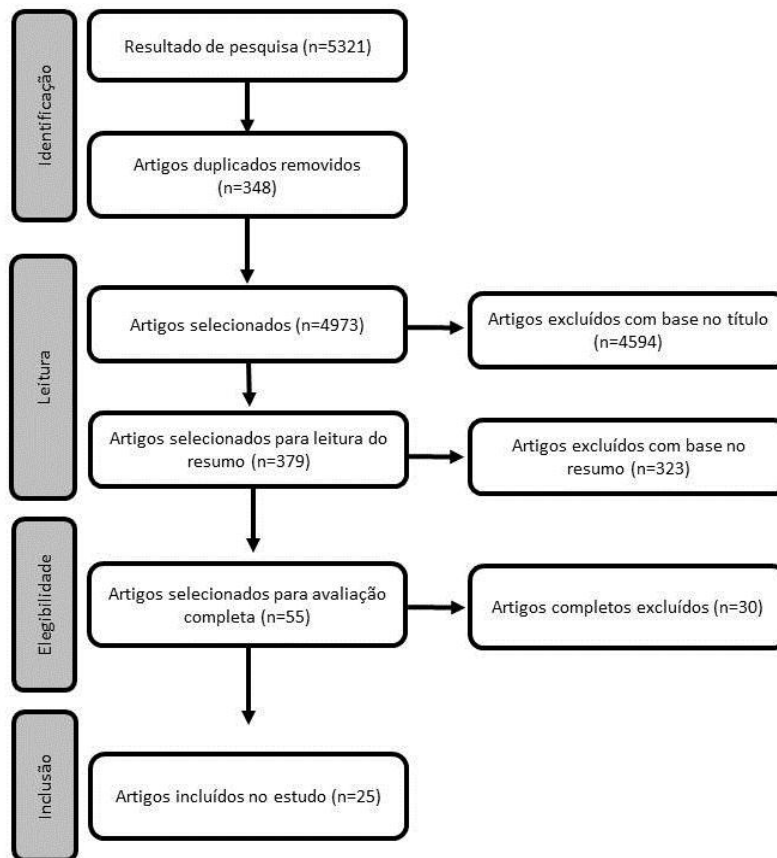 Identificação
Resultado de pesquisa (n=5321)
Artigos duplicados removidos
(n=348)
Leitura
Artigos selecionados (n=4973)
Artigos excluídos com base no título
(n=4594)
Artigos selecionados para leitura do
resumo (n=379)
Artigos excluídos com base no
resumo (n=323)
Elegibilidade
Artigos selecionados para avaliação
completa (n=55)
Artigos completos excluídos (n=30)
Inclusão
Artigos incluídos no estudo (n=25)